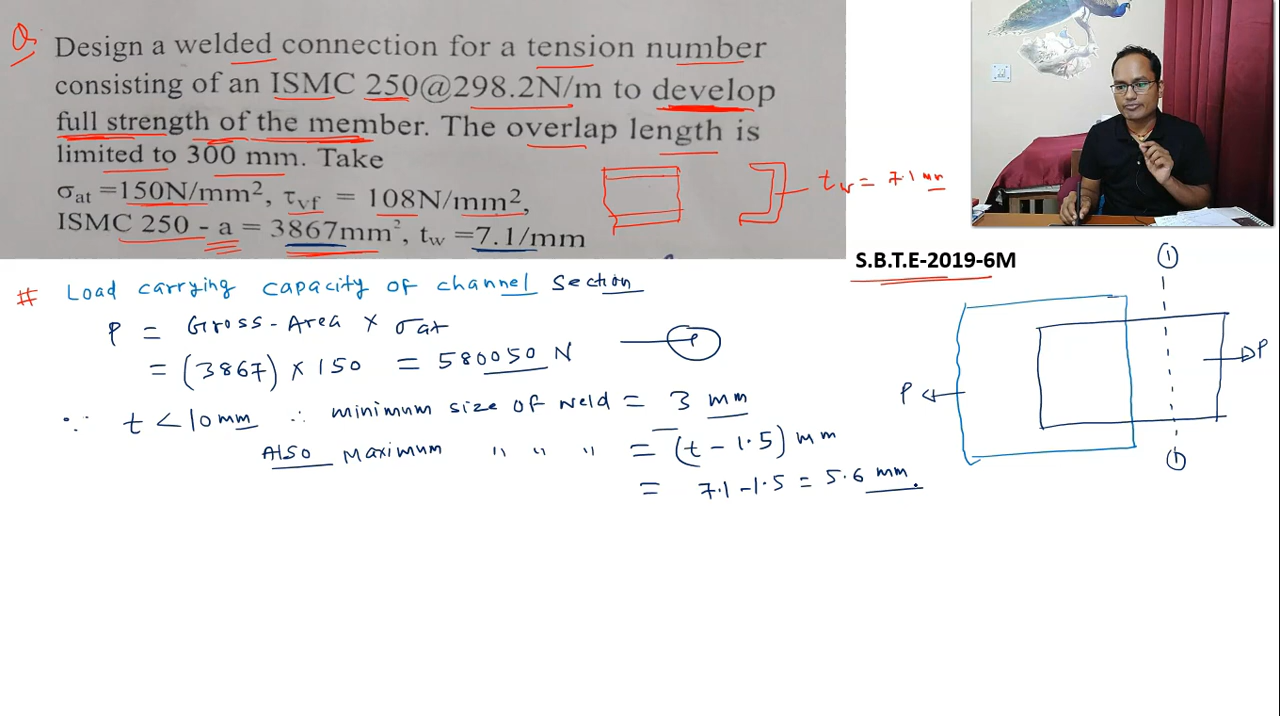 Q.
Design a welded connection for a tension number
consisting of an ISMC 250@298.2N/m to develop
full strength of the member. The overlap length is
limited to 300 mm. Take
σat =150N/mm², τvf = 108N/mm²,
ISMC 250 - a = 3867mm², tw =7.1/mm
tw = 7.1 mm
S.B.T.E-2019-6M
# Load carrying capacity of channel Section
P = Gross-Area × σat
= (3867) × 150 = 580050 N
P
∵ t < 10mm ∴ minimum size of weld = 3 mm
Also Maximum " " " = (t - 1.5) mm
= 7.1 - 1.5 = 5.6 mm.
①
P
P
①